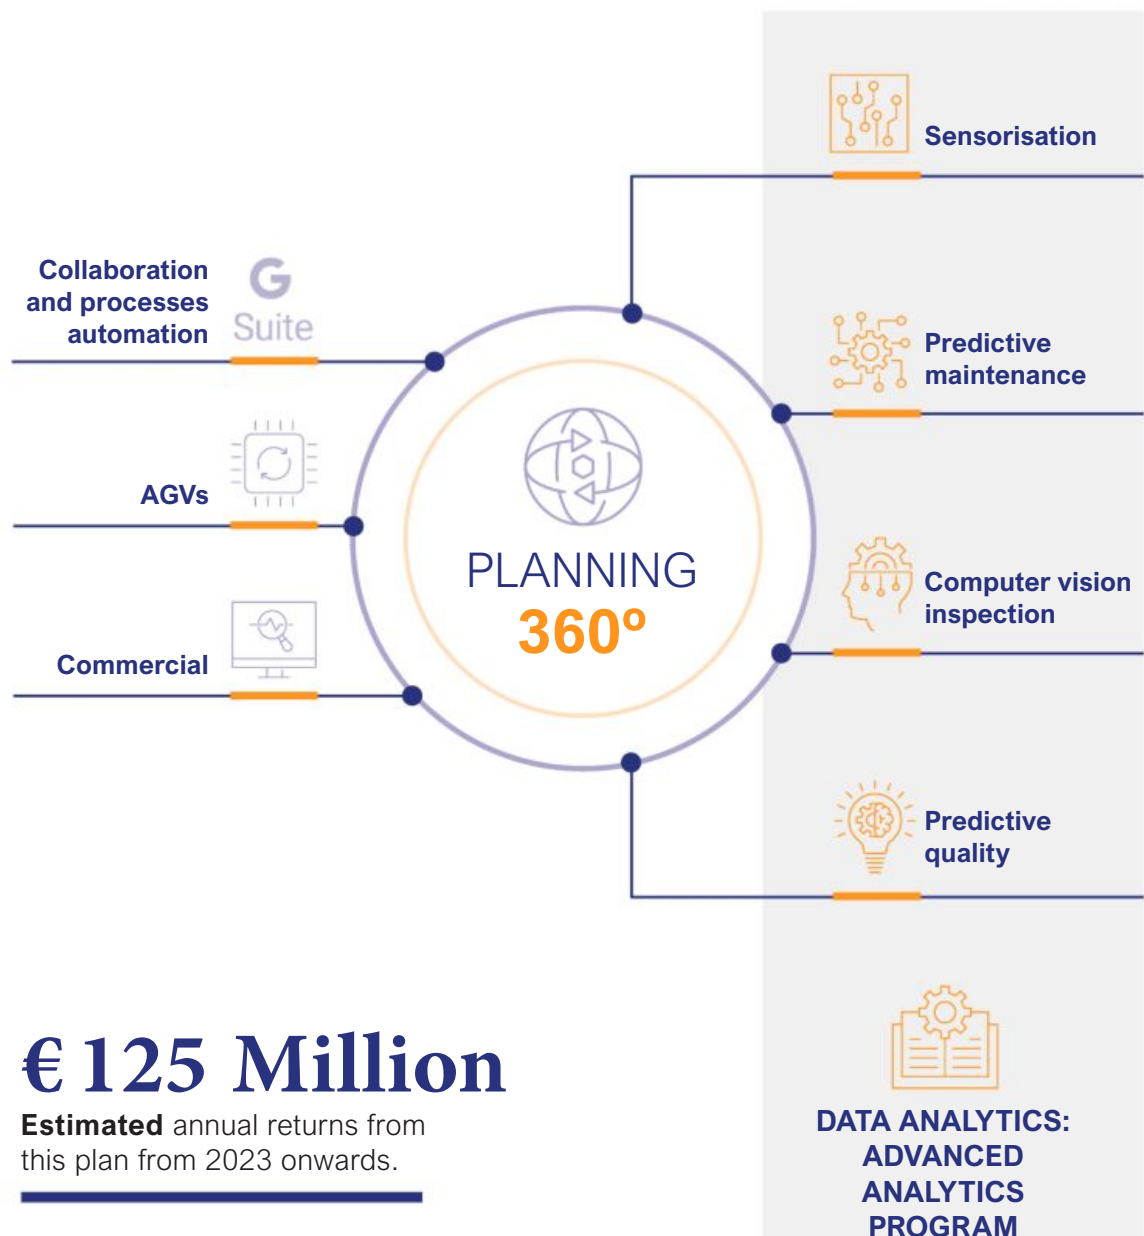 Sensorisation
Collaboration
and processes
automation
G
Suite
Predictive
maintenance
AGVs
PLANNING
360º
Computer vision
inspection
Commercial
Predictive
quality
€ 125 Million
Estimated annual returns from
this plan from 2023 onwards.
DATA ANALYTICS:
ADVANCED
ANALYTICS
PROGRAM